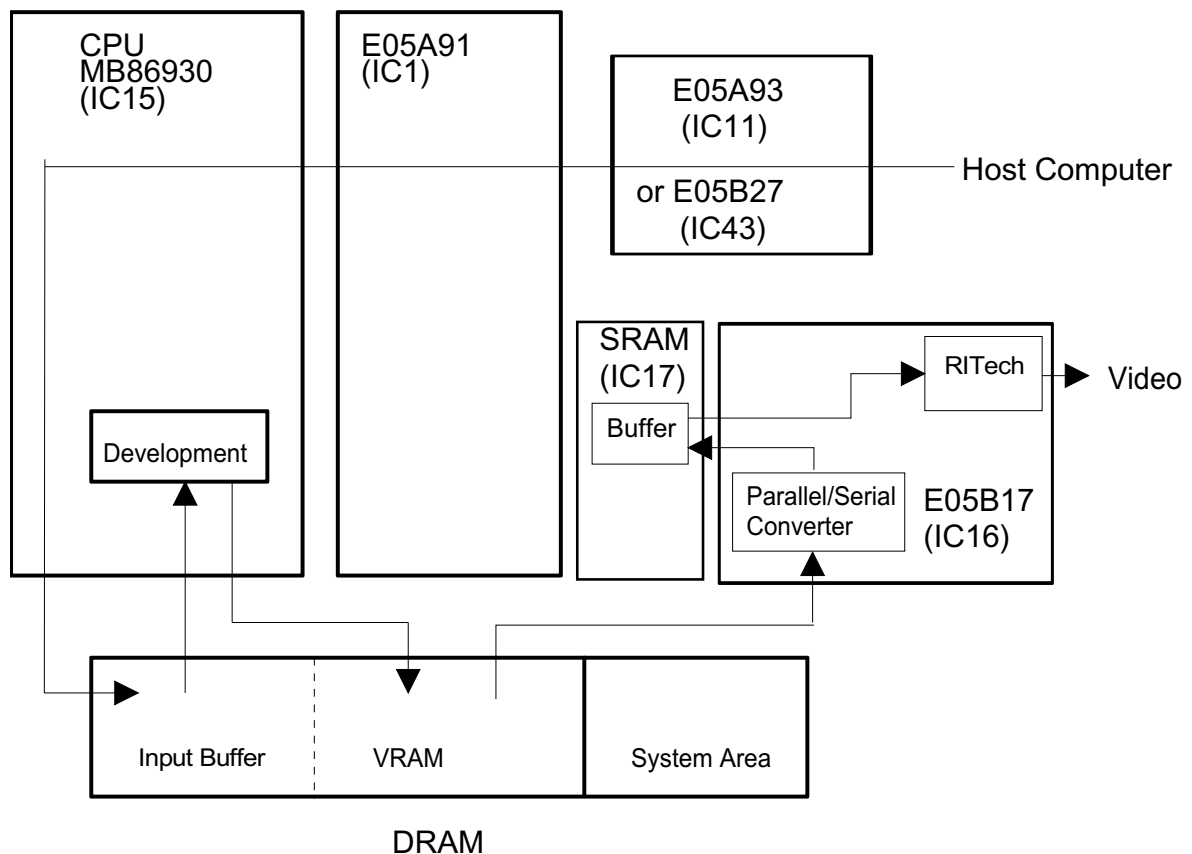 CPU
MB86930
(IC15)
E05A91
(IC1)
E05A93
(IC11)
or E05B27
(IC43)
Host Computer
SRAM
(IC17)
Buffer
RITech
Video
Parallel/Serial
Converter
E05B17
(IC16)
Development
Input Buffer
VRAM
System Area
DRAM